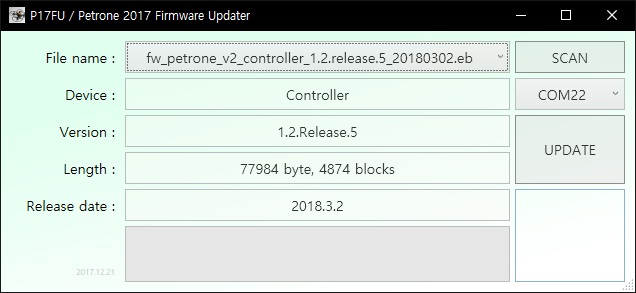 P17FU / Petrone 2017 Firmware Updater
File name : fw_petrone_v2_controller_1.2.release.5_20180302.eb SCAN
Device : Controller COM22
Version : 1.2.Release.5 UPDATE
Length : 77984 byte, 4874 blocks
Release date : 2018.3.2
2017.12.21